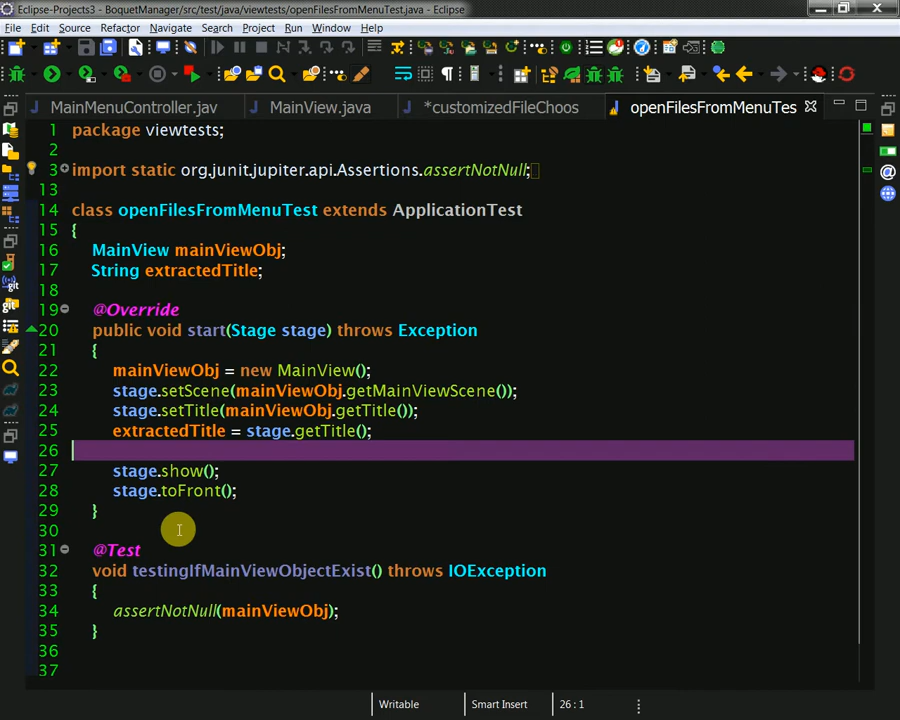 Eclipse-Projects3 - BoquetManager/src/test/java/viewtests/openFilesFromMenuTest.java - Eclipse
File Edit Source Refactor Navigate Search Project Run Window Help
MainMenuController.jav MainView.java *customizedFileChoos openFilesFromMenuTes
1 package viewtests;
2
3 import static org.junit.jupiter.api.Assertions.assertNotNull;
13
14 class openFilesFromMenuTest extends ApplicationTest
15 {
16 MainView mainViewObj;
17 String extractedTitle;
18
19 @Override
20 public void start(Stage stage) throws Exception
21 {
22 mainViewObj = new MainView();
23 stage.setScene(mainViewObj.getMainViewScene());
24 stage.setTitle(mainViewObj.getTitle());
25 extractedTitle = stage.getTitle();
26
27 stage.show();
28 stage.toFront();
29 }
30
31 @Test
32 void testingIfMainViewObjectExist() throws IOException
33 {
34 assertNotNull(mainViewObj);
35 }
36
37
Writable Smart Insert 26 : 1